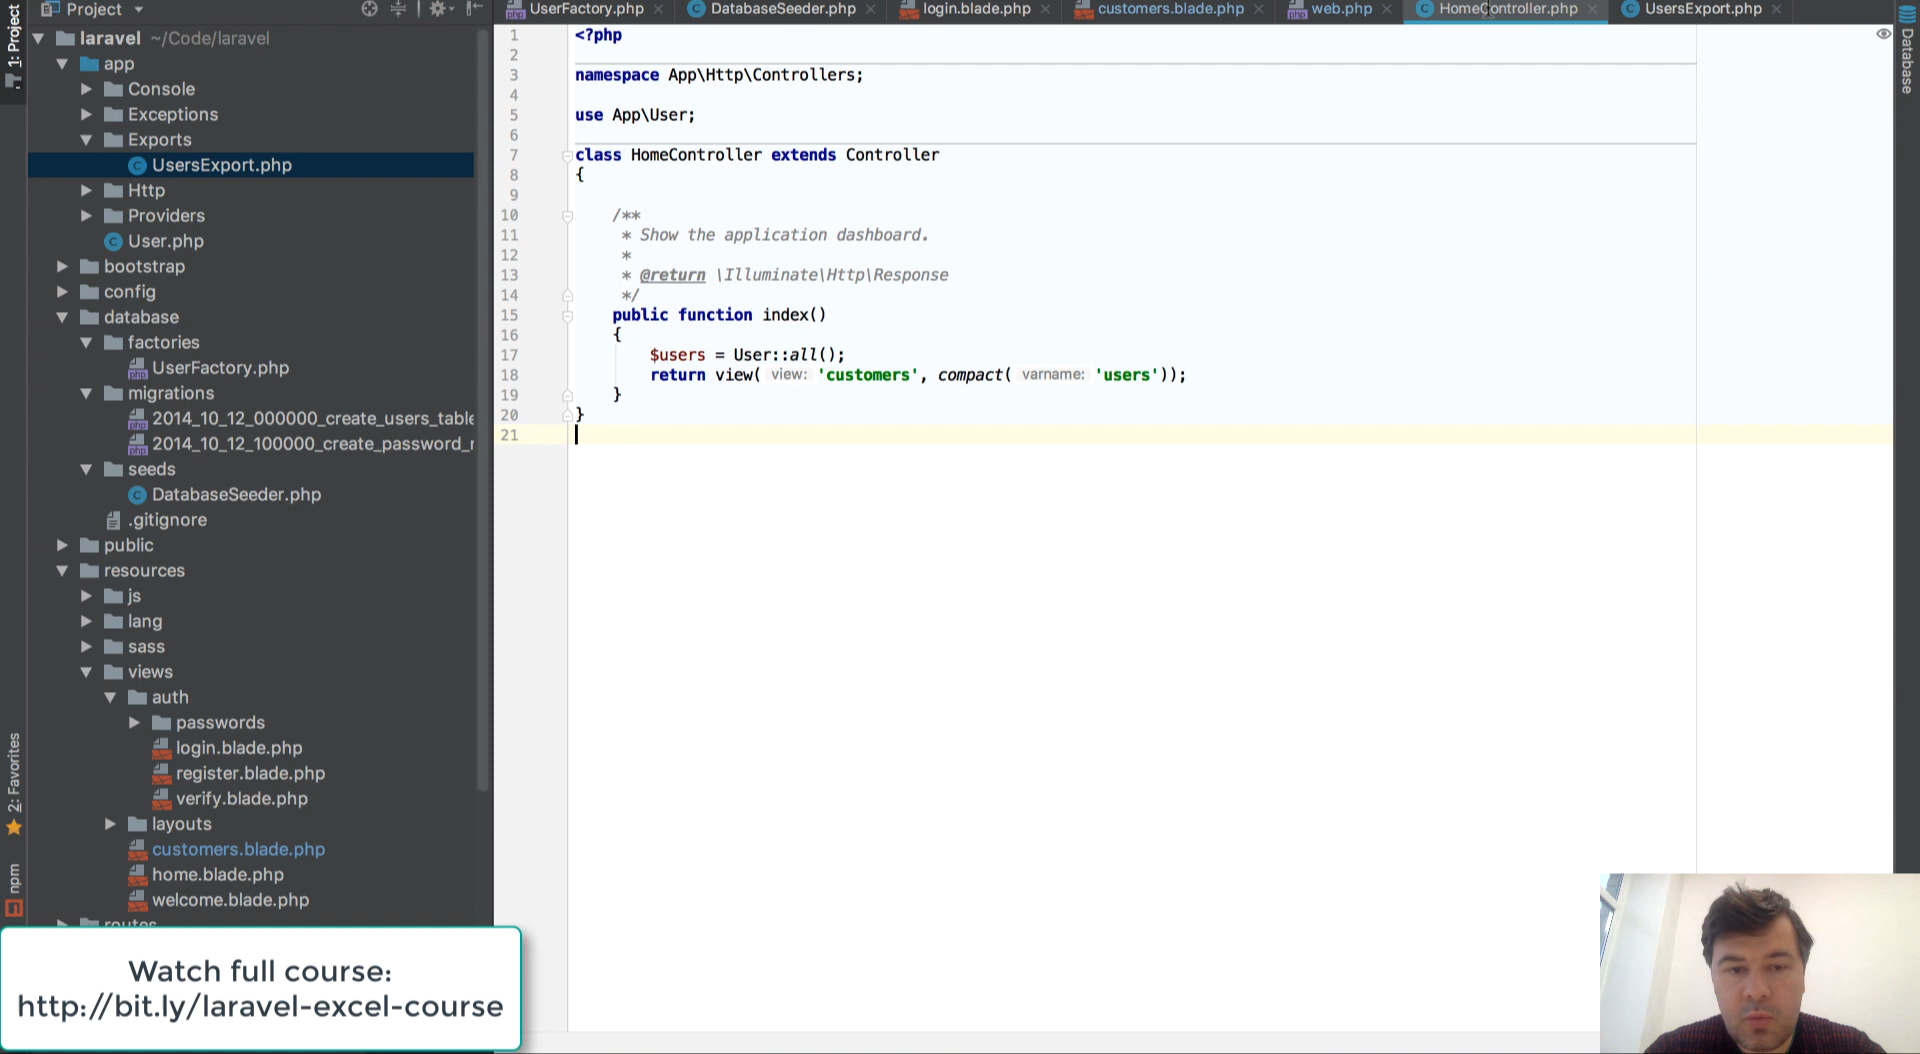 Project
UserFactory.php
DatabaseSeeder.php
login.blade.php
customers.blade.php
web.php
HomeController.php
UsersExport.php
1: Project
2: Favorites
npm
Database
laravel ~/Code/laravel
app
Console
Exceptions
Exports
UsersExport.php
Http
Providers
User.php
bootstrap
config
database
factories
UserFactory.php
migrations
2014_10_12_000000_create_users_table
2014_10_12_100000_create_password_r
seeds
DatabaseSeeder.php
.gitignore
public
resources
js
lang
sass
views
auth
passwords
login.blade.php
register.blade.php
verify.blade.php
layouts
customers.blade.php
home.blade.php
welcome.blade.php
routes
1 <?php
2
3 namespace App\Http\Controllers;
4
5 use App\User;
6
7 class HomeController extends Controller
8 {
9
10 /**
11 * Show the application dashboard.
12 *
13 * @return \Illuminate\Http\Response
14 */
15 public function index()
16 {
17 $users = User::all();
18 return view( view: 'customers', compact( varname: 'users'));
19 }
20 }
21
Watch full course:
http://bit.ly/laravel-excel-course